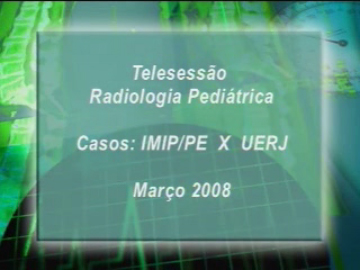 Telesessão
Radiologia Pediátrica
Casos: IMIP/PE X UERJ
Março 2008